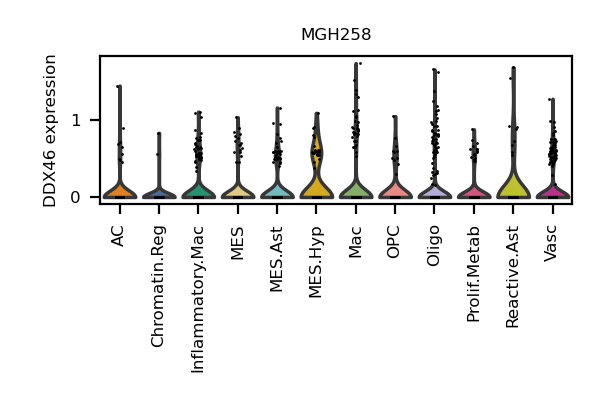 MGH258
DDX46 expression
1
0
AC
Chromatin.Reg
Inflammatory.Mac
MES
MES.Ast
MES.Hyp
Mac
OPC
Oligo
Prolif.Metab
Reactive.Ast
Vasc